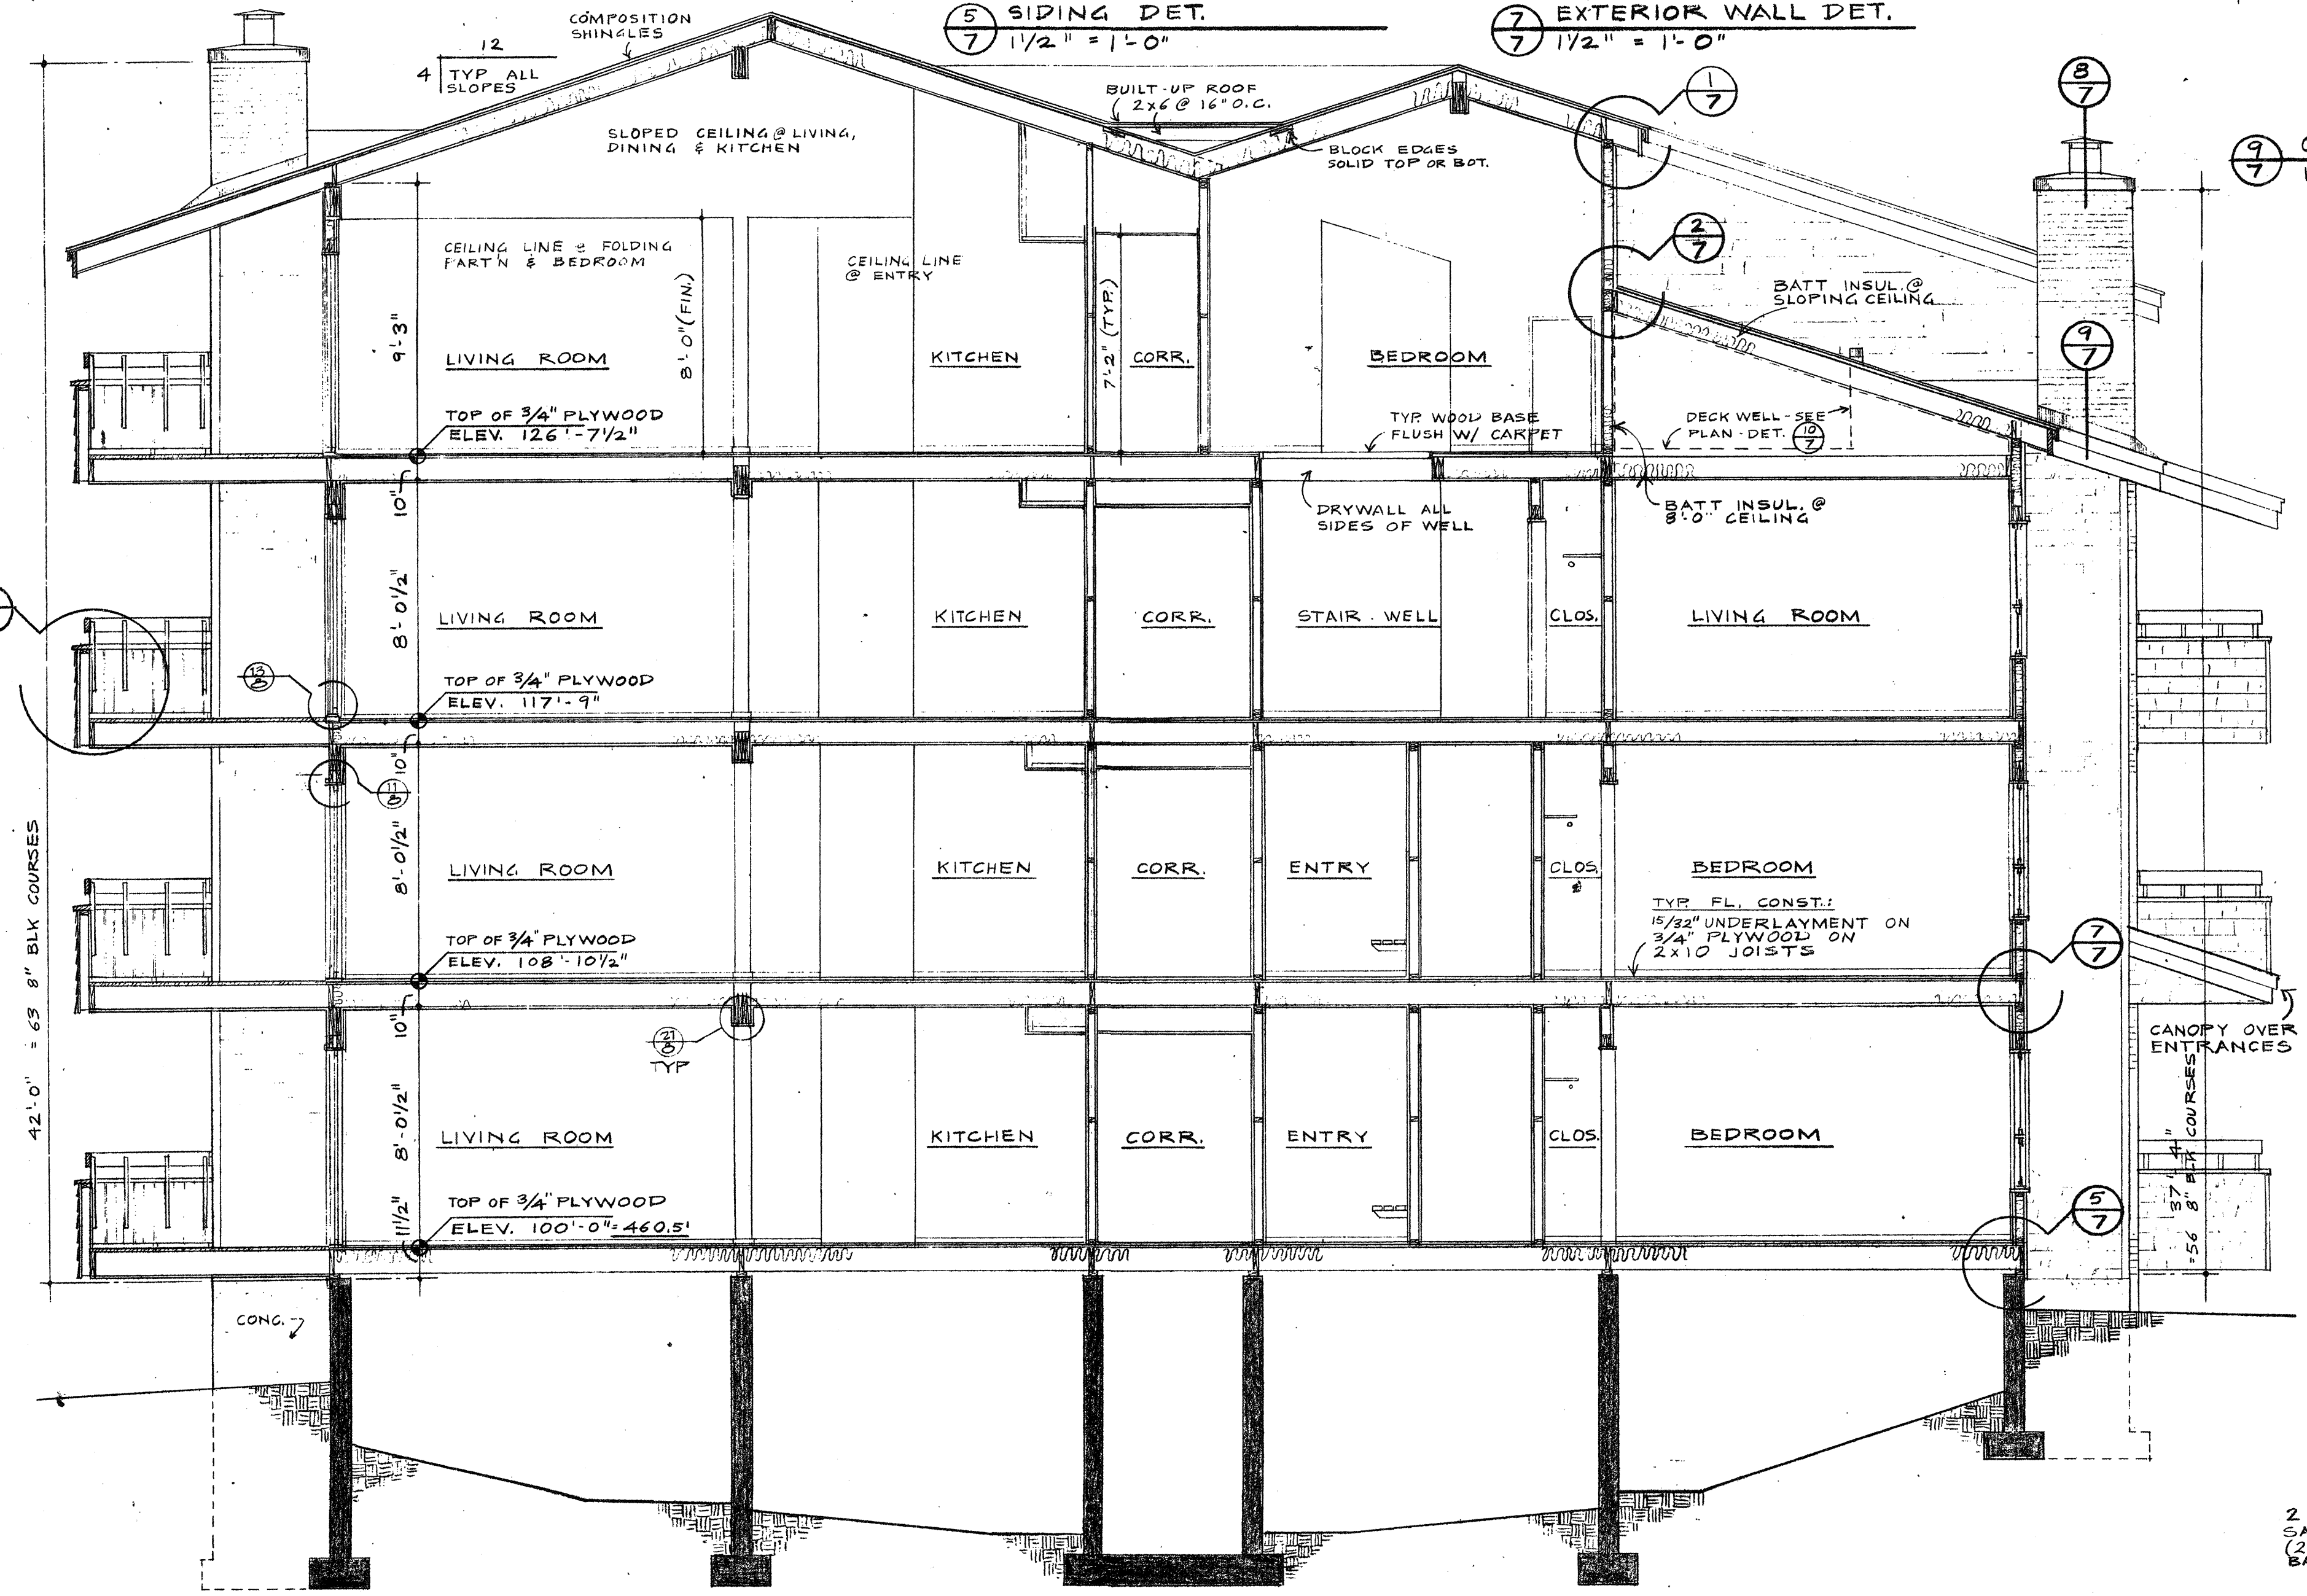 5
7
SIDING DET.
1 1/2" = 1'-0"
7
7
EXTERIOR WALL DET.
1 1/2" = 1'-0"
COMPOSITION
SHINGLES
12
4
TYP ALL
SLOPES
BUILT-UP ROOF
2x6 @ 16" O.C.
1
7
8
7
9
7
SLOPED CEILING @ LIVING,
DINING & KITCHEN
BLOCK EDGES
SOLID TOP OR BOT.
2
7
CEILING LINE @ FOLDING
PART'N & BEDROOM
CEILING LINE
@ ENTRY
BATT INSUL. @
SLOPING CEILING
9'-3"
8'-0" (FIN.)
7'-2" (TYP.)
9
7
LIVING ROOM
KITCHEN
CORR.
BEDROOM
TOP OF 3/4" PLYWOOD
ELEV. 126'-7 1/2"
TYP. WOOD BASE
FLUSH W/ CARPET
DECK WELL-SEE
PLAN-DET.
10
7
10"
DRYWALL ALL
SIDES OF WELL
BATT INSUL. @
8'-0" CEILING
8'-0 1/2"
LIVING ROOM
KITCHEN
CORR.
STAIR WELL
CLOS.
LIVING ROOM
13
8
TOP OF 3/4" PLYWOOD
ELEV. 117'-9"
10"
11
8
8'-0 1/2"
LIVING ROOM
KITCHEN
CORR.
ENTRY
CLOS.
BEDROOM
TYP. FL. CONST.:
15/32" UNDERLAYMENT ON
3/4" PLYWOOD ON
2x10 JOISTS
TOP OF 3/4" PLYWOOD
ELEV. 108'-10 1/2"
7
7
10"
21
8
TYP
CANOPY OVER
ENTRANCES
42'-0" = 63 8" BLK COURSES
8'-0 1/2"
LIVING ROOM
KITCHEN
CORR.
ENTRY
CLOS.
BEDROOM
37'-4"
=56 8" BLK COURSES
TOP OF 3/4" PLYWOOD
ELEV. 100'-0"=460.5'
11 1/2"
5
7
CONC.
2